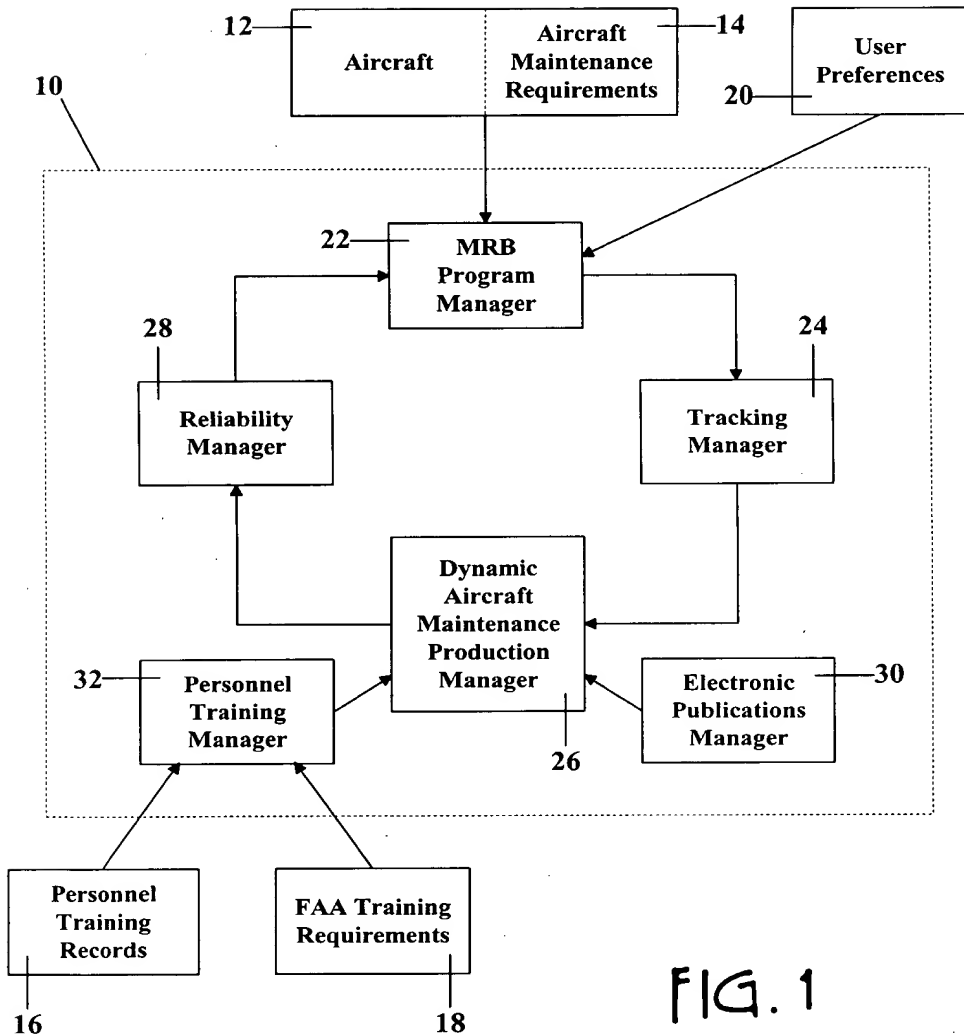 12
Aircraft
Aircraft
Maintenance
Requirements
14
User
Preferences
20
10
22
MRB
Program
Manager
28
Reliability
Manager
24
Tracking
Manager
Dynamic
Aircraft
Maintenance
Production
Manager
26
32
Personnel
Training
Manager
Electronic
Publications
Manager
30
Personnel
Training
Records
16
FAA Training
Requirements
18
FIG. 1